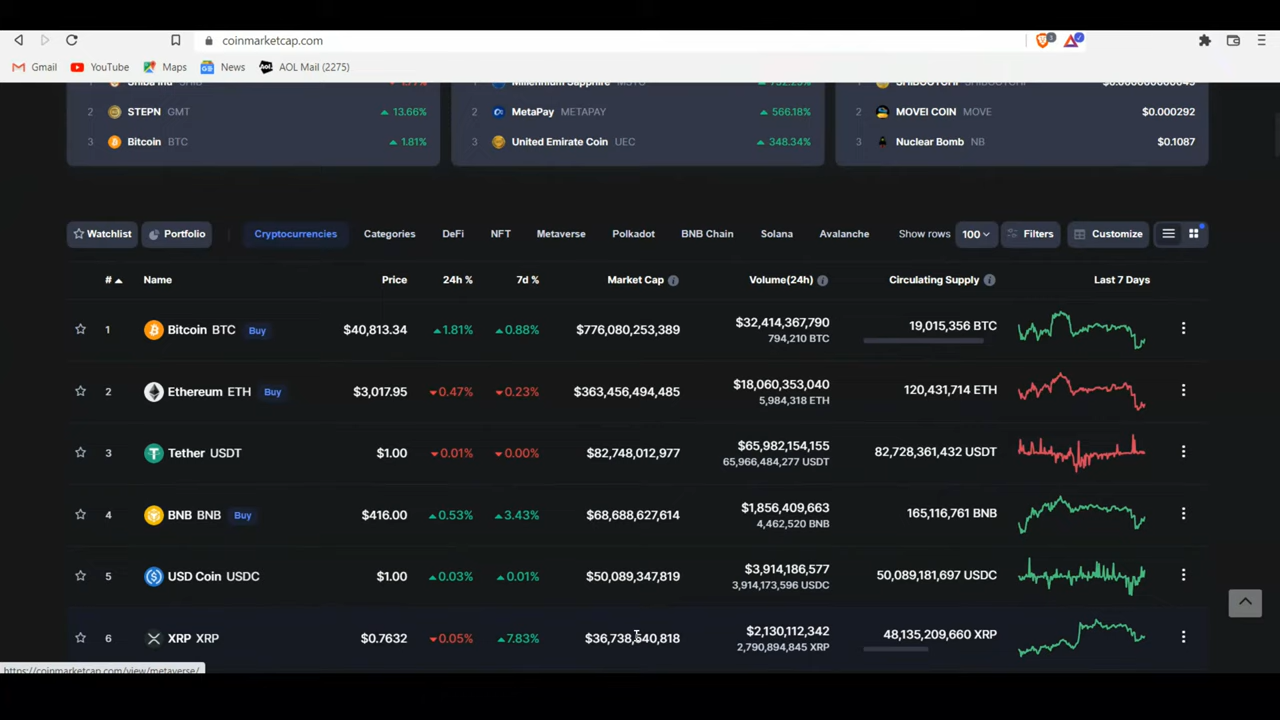 coinmarketcap.com
3
Gmail YouTube Maps News AOL Mail (2275)
2 STEPN GMT 13.66% 2 MetaPay METAPAY 566.18% 2 MOVEI COIN MOVE $0.000292
3 Bitcoin BTC 1.81% 3 United Emirate Coin UEC 348.34% 3 Nuclear Bomb NB $0.1087
Watchlist Portfolio Cryptocurrencies Categories DeFi NFT Metaverse Polkadot BNB Chain Solana Avalanche Show rows 100 Filters Customize
# Name Price 24h % 7d % Market Cap Volume(24h) Circulating Supply Last 7 Days
1 Bitcoin BTC Buy $40,813.34 1.81% 0.88% $776,080,253,389 $32,414,367,790 19,015,356 BTC
794,210 BTC
2 Ethereum ETH Buy $3,017.95 0.47% 0.23% $363,456,494,485 $18,060,353,040 120,431,714 ETH
5,984,318 ETH
3 Tether USDT $1.00 0.01% 0.00% $82,748,012,977 $65,982,154,155 82,728,361,432 USDT
65,966,484,277 USDT
4 BNB BNB Buy $416.00 0.53% 3.43% $68,688,627,614 $1,856,409,663 165,116,761 BNB
4,462,520 BNB
5 USD Coin USDC $1.00 0.03% 0.01% $50,089,347,819 $3,914,186,577 50,089,181,697 USDC
3,914,173,596 USDC
6 XRP XRP $0.7632 0.05% 7.83% $36,738,540,818 $2,130,112,342 48,135,209,660 XRP
2,790,894,845 XRP
https://coinmarketcap.com/view/metaverse/